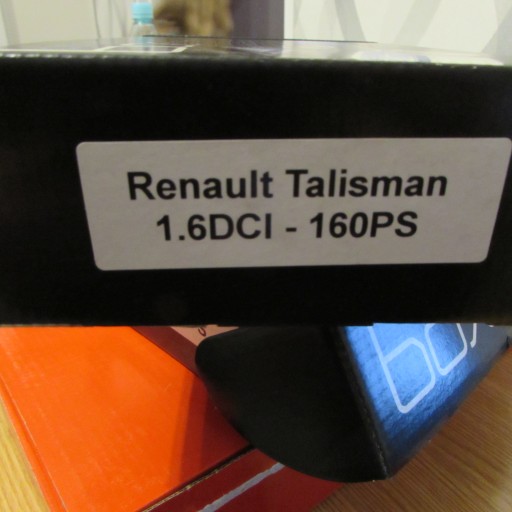 Renault Talisman
1.6DCI - 160PS